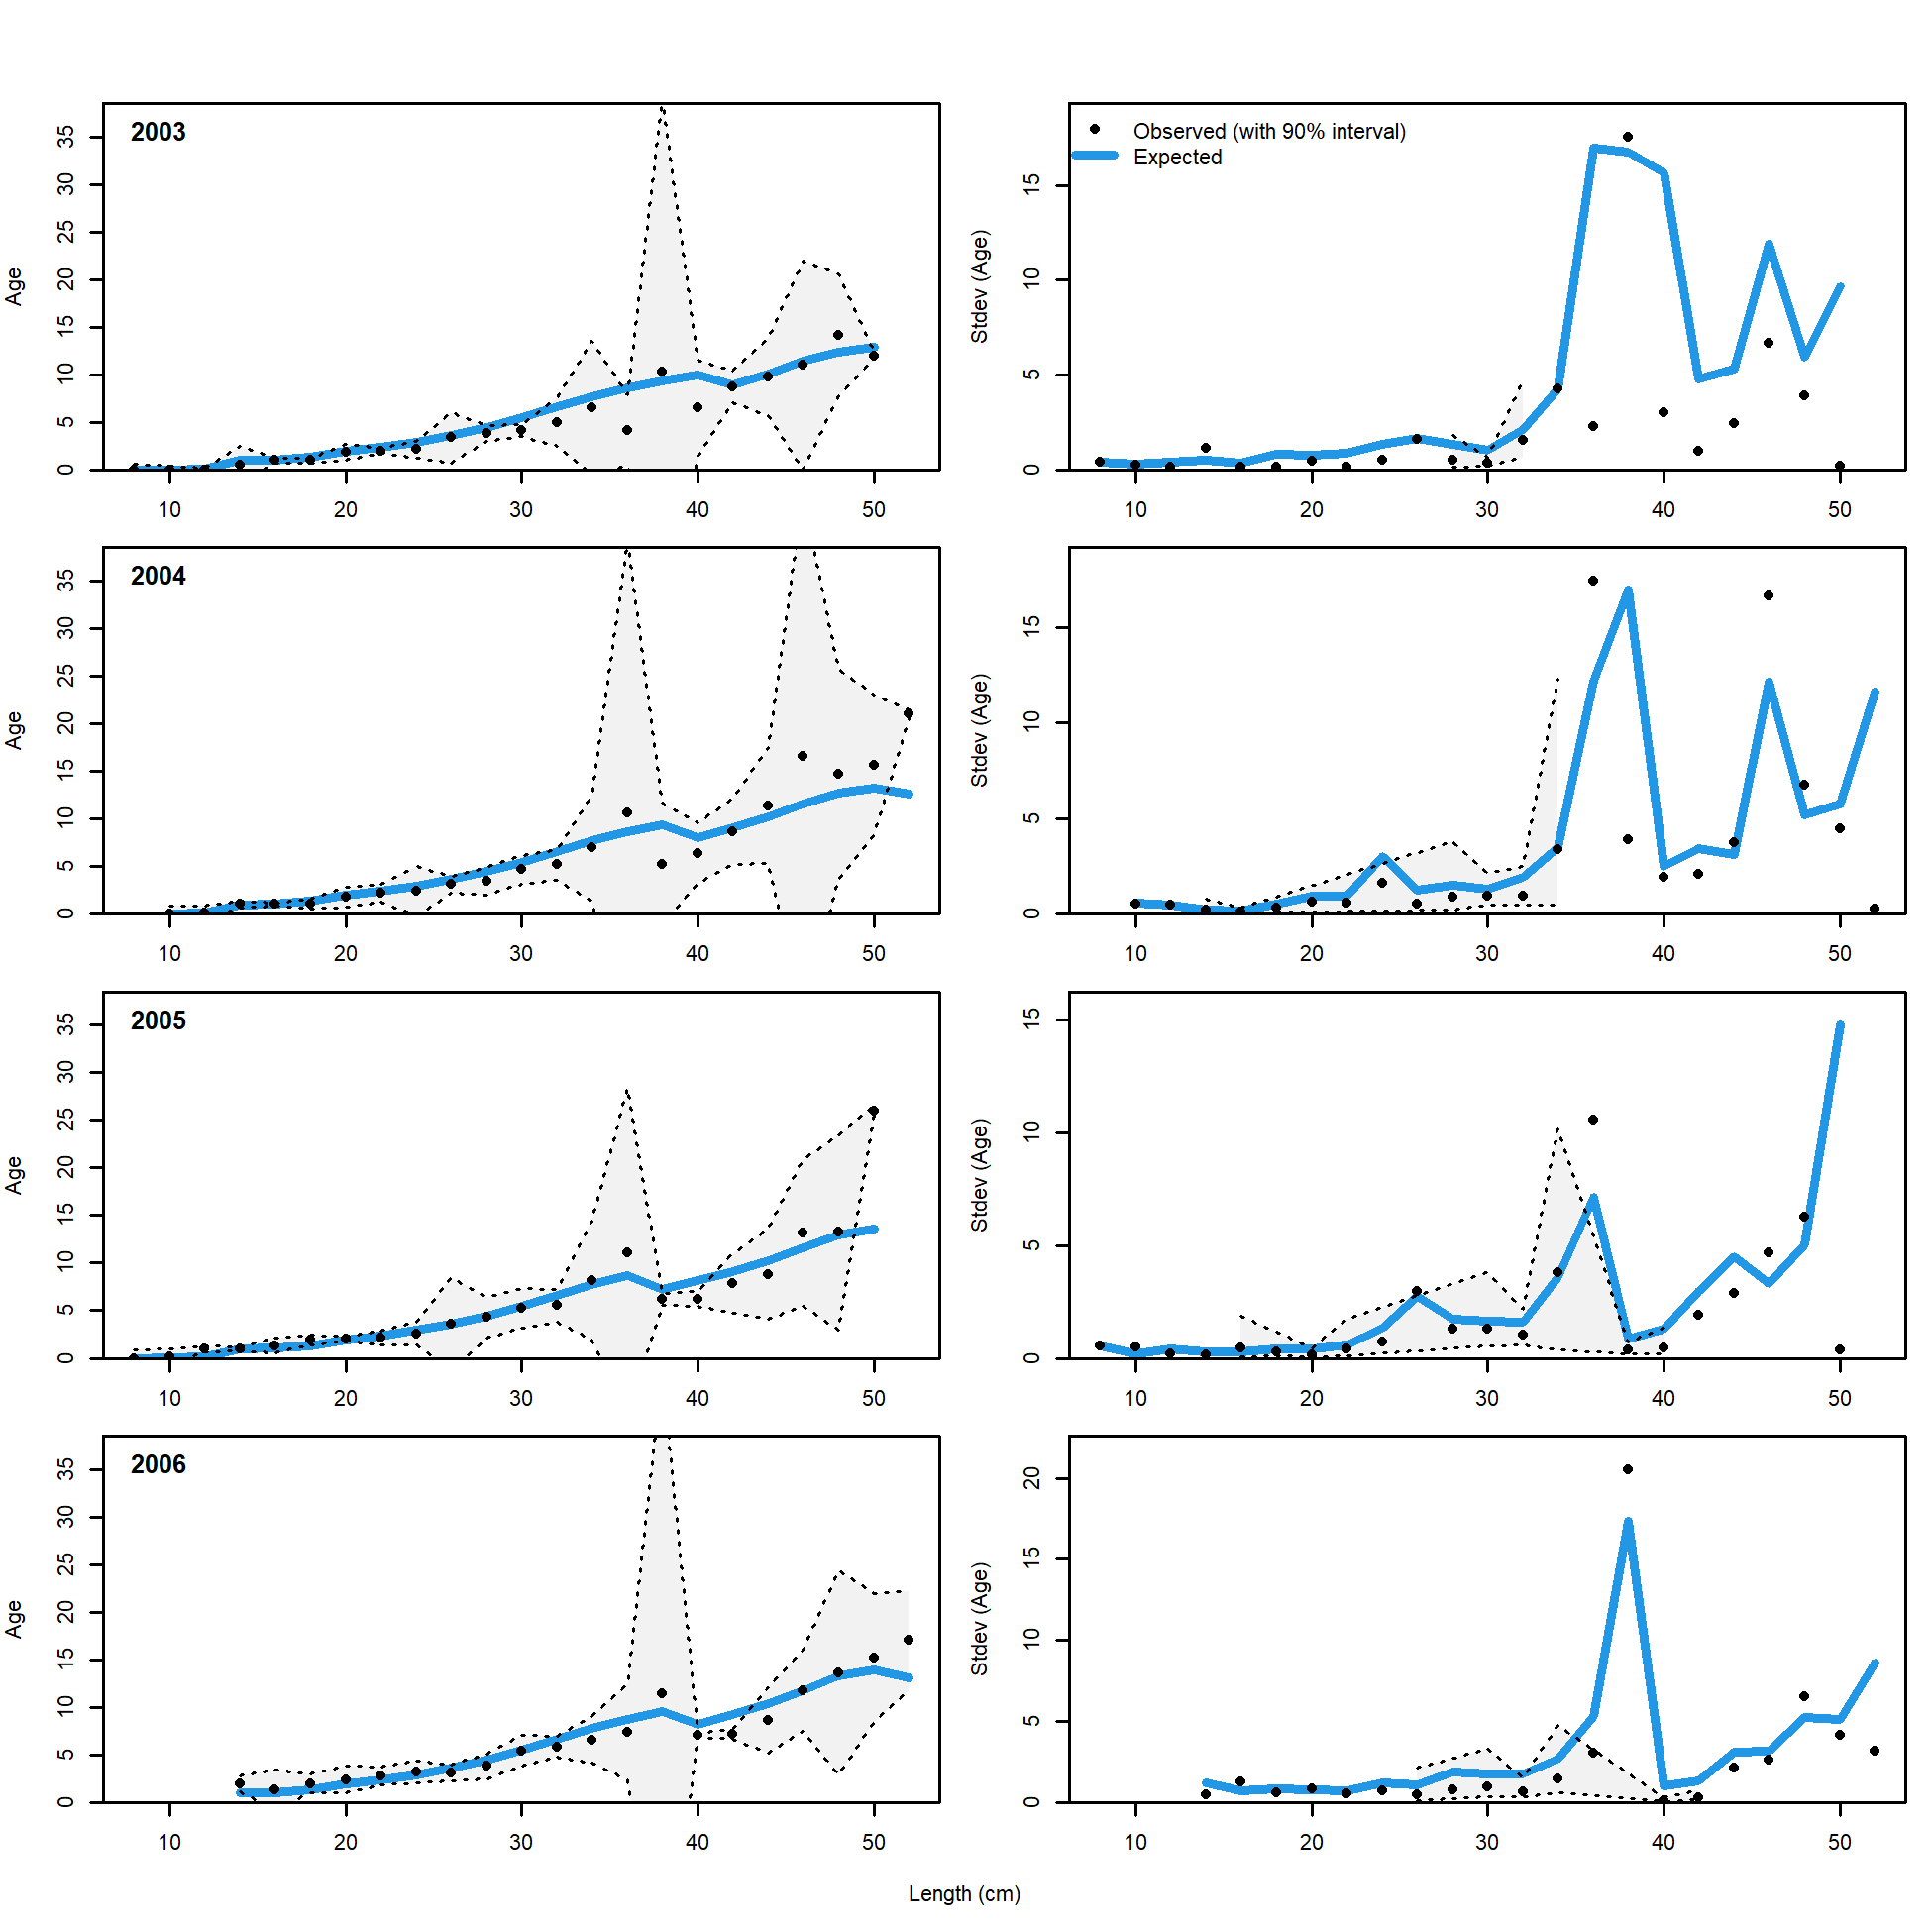 2003
Age
0 5 10 15 20 25 30 35
10 20 30 40 50
Observed (with 90% interval)
Expected
Stdev (Age)
0 5 10 15
10 20 30 40 50
2004
Age
0 5 10 15 20 25 30 35
10 20 30 40 50
Stdev (Age)
0 5 10 15
10 20 30 40 50
2005
Age
0 5 10 15 20 25 30 35
10 20 30 40 50
Stdev (Age)
0 5 10 15
10 20 30 40 50
2006
Age
0 5 10 15 20 25 30 35
10 20 30 40 50
Stdev (Age)
0 5 10 15 20
10 20 30 40 50
Length (cm)